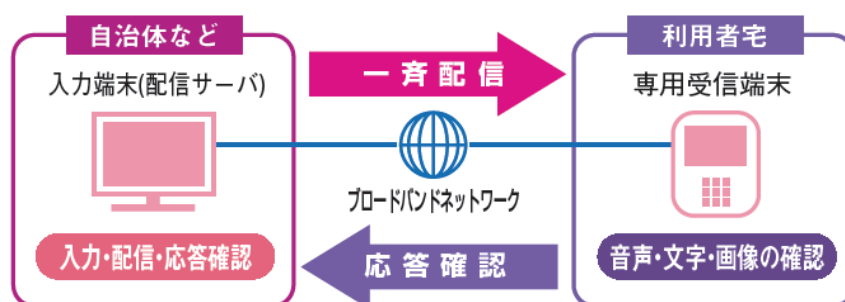 自治体など
入力端末(配信サーバ)
入力・配信・応答確認
一斉配信
ブロードバンドネットワーク
応答確認
利用者宅
専用受信端末
音声・文字・画像の確認